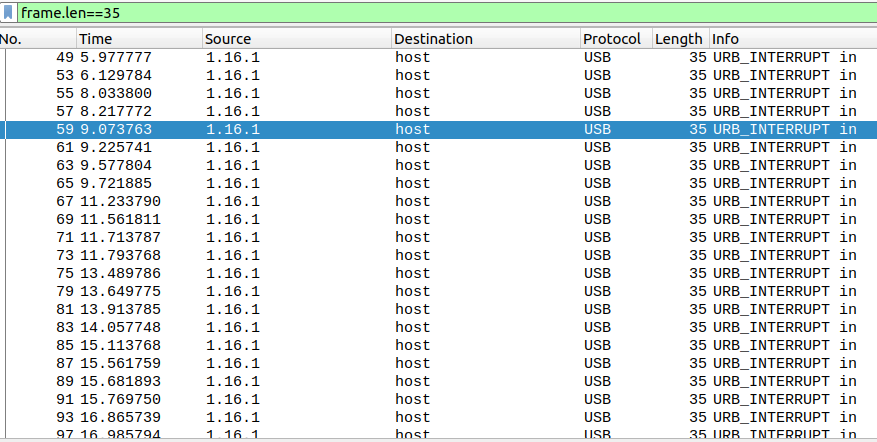 frame.len==35
No. Time Source Destination Protocol Length Info
49 5.977777 1.16.1 host USB 35 URB_INTERRUPT in
53 6.129784 1.16.1 host USB 35 URB_INTERRUPT in
55 8.033800 1.16.1 host USB 35 URB_INTERRUPT in
57 8.217772 1.16.1 host USB 35 URB_INTERRUPT in
59 9.073763 1.16.1 host USB 35 URB_INTERRUPT in
61 9.225741 1.16.1 host USB 35 URB_INTERRUPT in
63 9.577804 1.16.1 host USB 35 URB_INTERRUPT in
65 9.721885 1.16.1 host USB 35 URB_INTERRUPT in
67 11.233790 1.16.1 host USB 35 URB_INTERRUPT in
69 11.561811 1.16.1 host USB 35 URB_INTERRUPT in
71 11.713787 1.16.1 host USB 35 URB_INTERRUPT in
73 11.793768 1.16.1 host USB 35 URB_INTERRUPT in
75 13.489786 1.16.1 host USB 35 URB_INTERRUPT in
79 13.649775 1.16.1 host USB 35 URB_INTERRUPT in
81 13.913785 1.16.1 host USB 35 URB_INTERRUPT in
83 14.057748 1.16.1 host USB 35 URB_INTERRUPT in
85 15.113768 1.16.1 host USB 35 URB_INTERRUPT in
87 15.561759 1.16.1 host USB 35 URB_INTERRUPT in
89 15.681893 1.16.1 host USB 35 URB_INTERRUPT in
91 15.769750 1.16.1 host USB 35 URB_INTERRUPT in
93 16.865739 1.16.1 host USB 35 URB_INTERRUPT in
97 16.985794 1.16.1 host USB 35 URB_INTERRUPT in